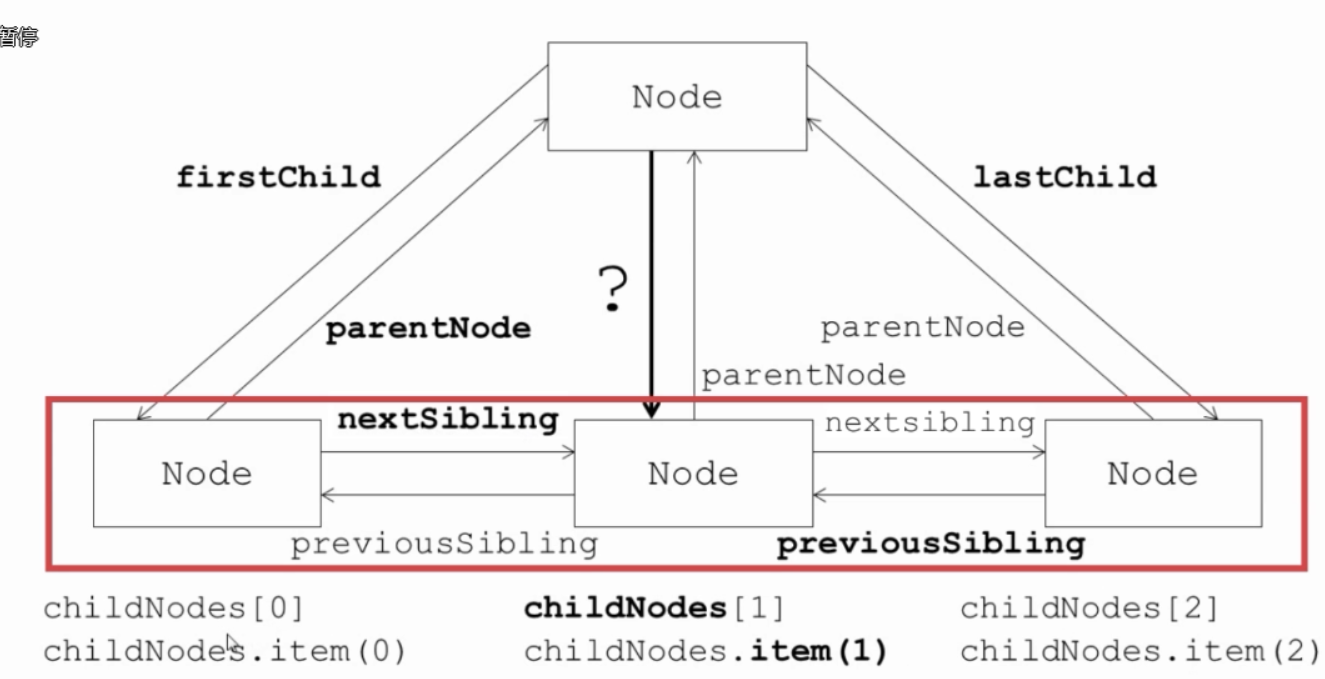 暂停
Node
firstChild
lastChild
?
parentNode
parentNode
parentNode
nextSibling
nextsibling
Node
Node
Node
previousSibling
previousSibling
childNodes[0]
childNodes[1]
childNodes[2]
childNodes.item(0)
childNodes.item(1)
childNodes.item(2)